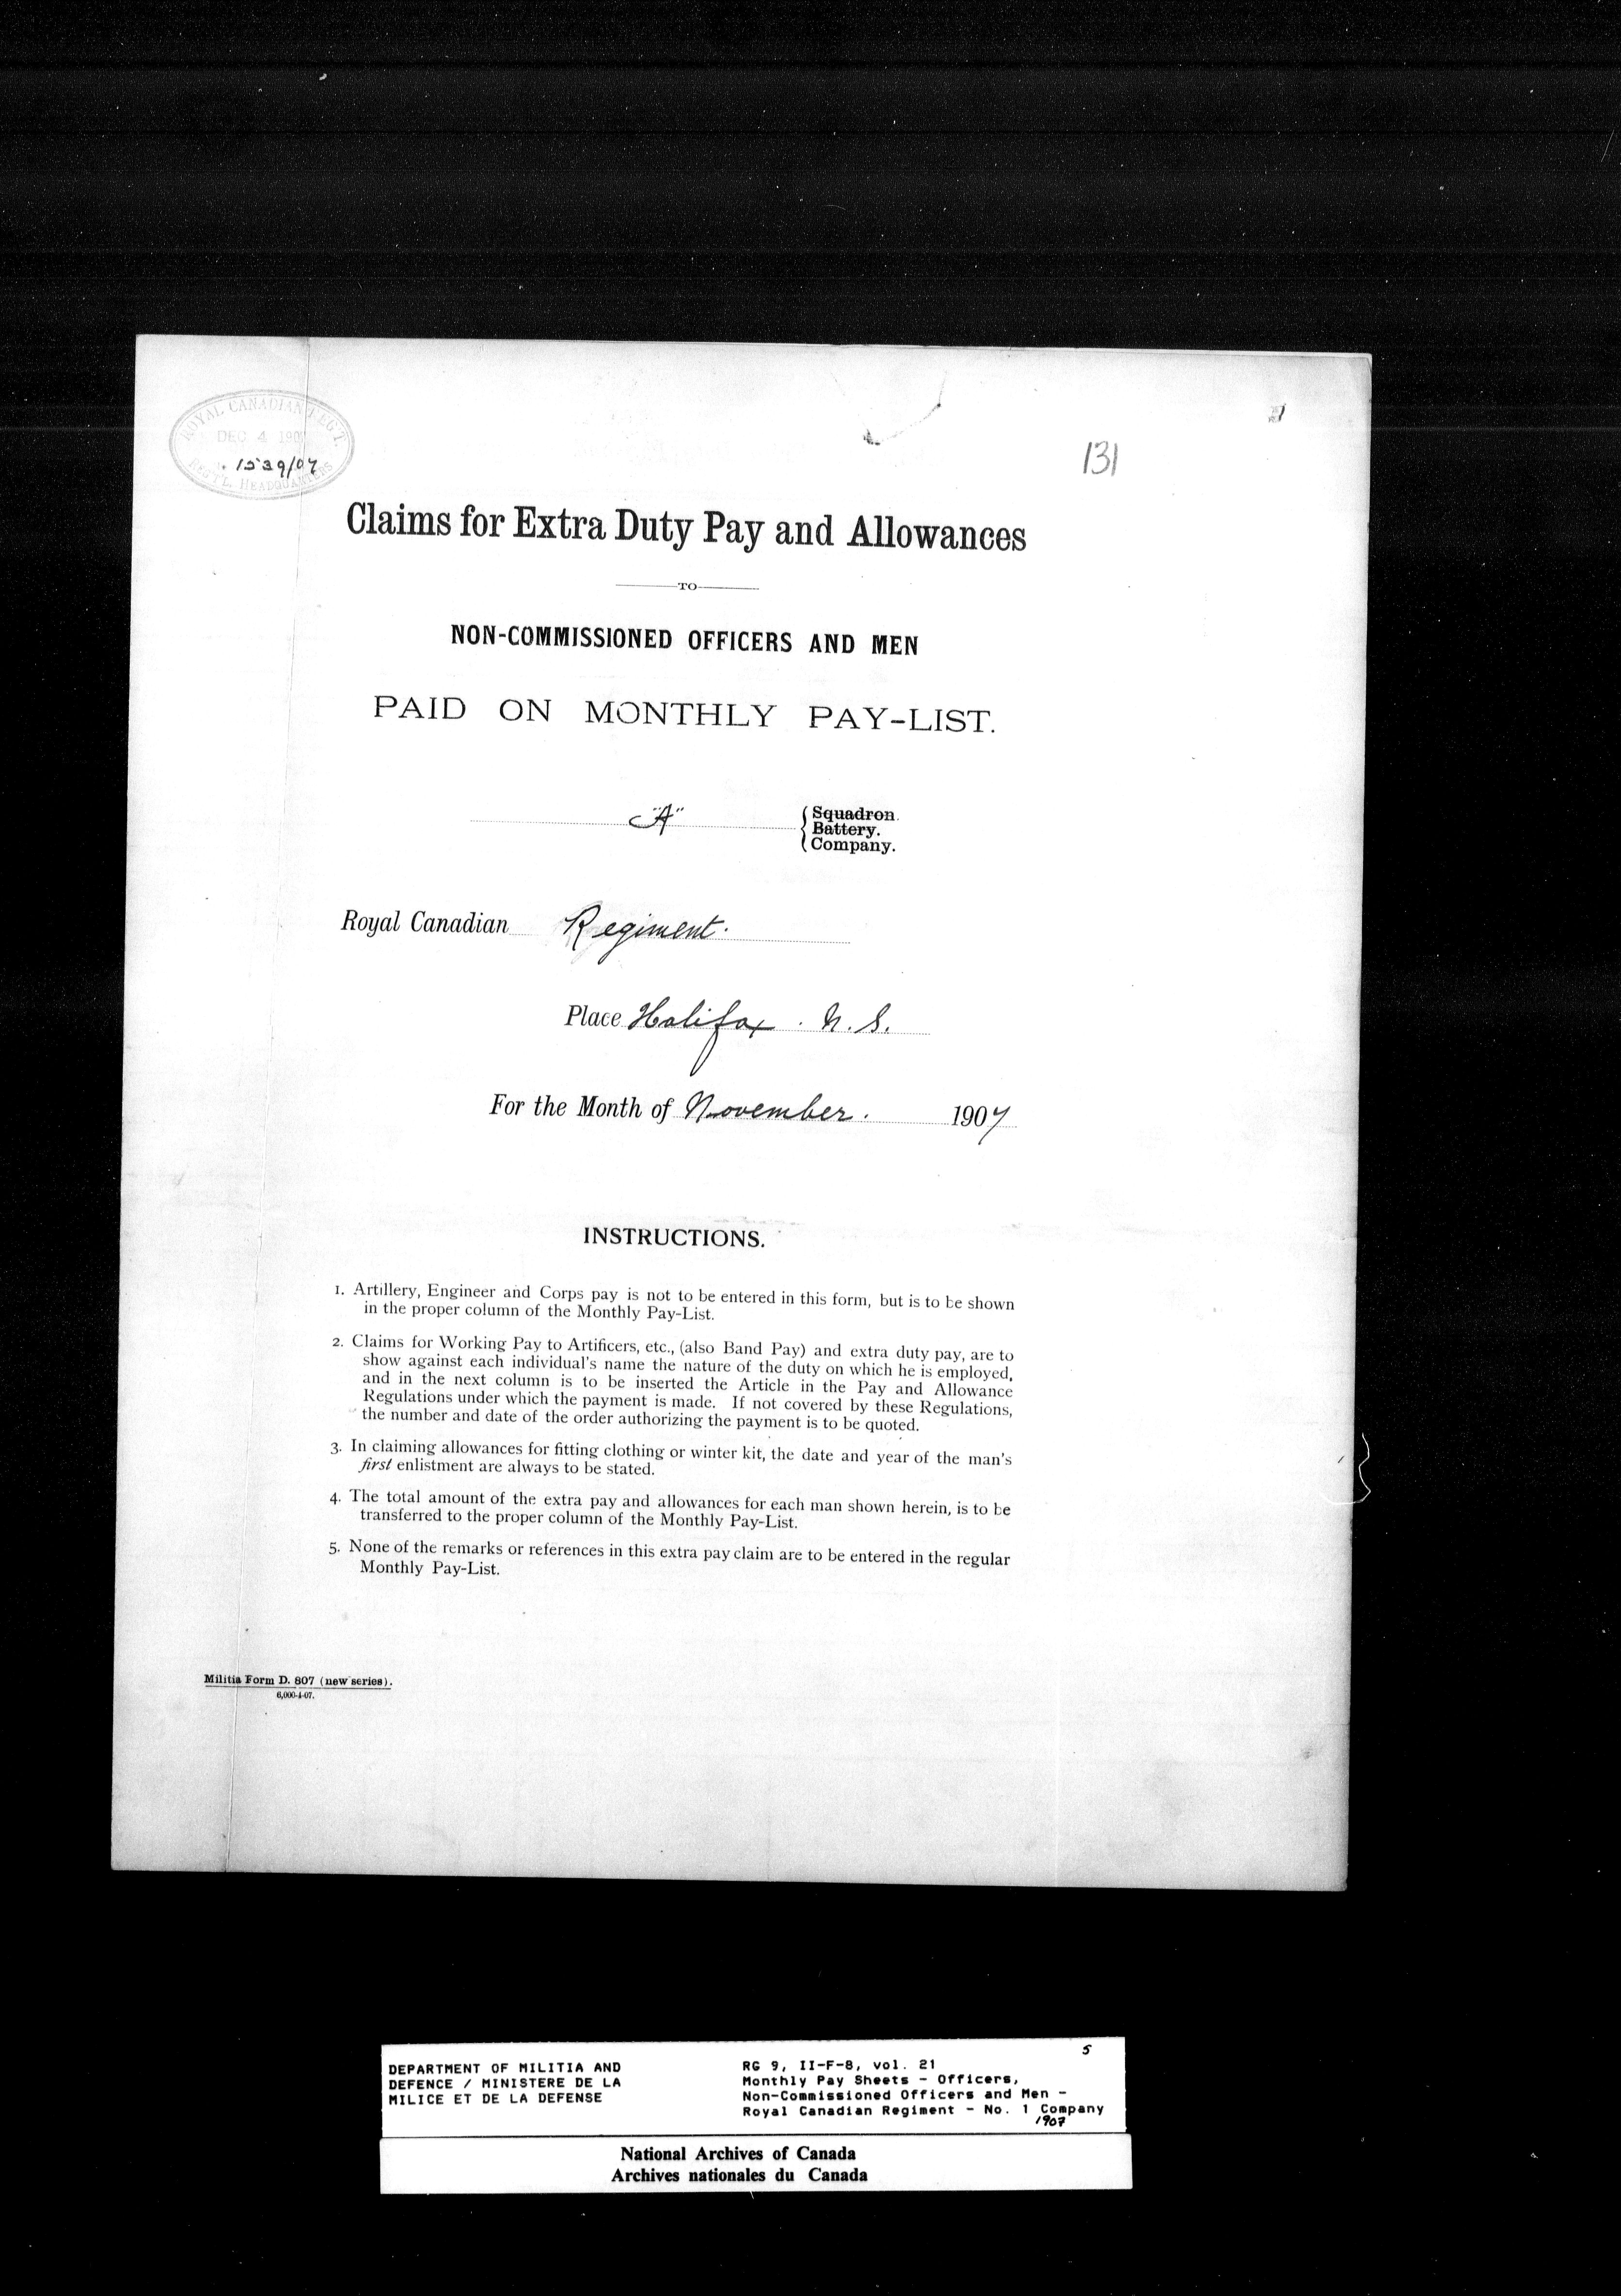 ROYAL CANADIAN REG'T.
DEC 4 190
1539/07
REG'T'L. HEADQUARTERS
131
Claims for Extra Duty Pay and Allowances
TO
NON-COMMISSIONED OFFICERS AND MEN
PAID ON MONTHLY PAY-LIST.
"A"
Squadron.
Battery.
Company.
Royal Canadian Regiment.
Place Halifax. N. S.
For the Month of November. 1907
INSTRUCTIONS.
1. Artillery, Engineer and Corps pay is not to be entered in this form, but is to be shown
in the proper column of the Monthly Pay-List.
2. Claims for Working Pay to Artificers, etc., (also Band Pay) and extra duty pay, are to
show against each individual's name the nature of the duty on which he is employed,
and in the next column is to be inserted the Article in the Pay and Allowance
Regulations under which the payment is made. If not covered by these Regulations,
the number and date of the order authorizing the payment is to be quoted.
3. In claiming allowances for fitting clothing or winter kit, the date and year of the man's
first enlistment are always to be stated.
4. The total amount of the extra pay and allowances for each man shown herein, is to be
transferred to the proper column of the Monthly Pay-List.
5. None of the remarks or references in this extra pay claim are to be entered in the regular
Monthly Pay-List.
Militia Form D. 807 (new series).
6,000-4-07.
5
DEPARTMENT OF MILITIA AND
DEFENCE / MINISTERE DE LA
MILICE ET DE LA DEFENSE
RG 9, II-F-8, vol. 21
Monthly Pay Sheets - Officers,
Non-Commissioned Officers and Men -
Royal Canadian Regiment - No. 1 Company
1907
National Archives of Canada
Archives nationales du Canada